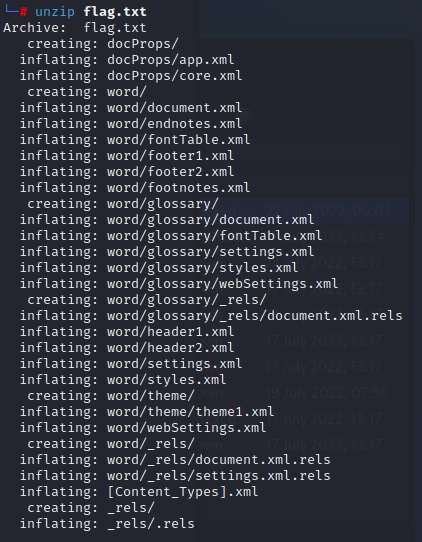 └─# unzip flag.txt
Archive:  flag.txt
   creating: docProps/
  inflating: docProps/app.xml
  inflating: docProps/core.xml
   creating: word/
  inflating: word/document.xml
  inflating: word/endnotes.xml
  inflating: word/fontTable.xml
  inflating: word/footer1.xml
  inflating: word/footer2.xml
  inflating: word/footnotes.xml
   creating: word/glossary/
  inflating: word/glossary/document.xml
  inflating: word/glossary/fontTable.xml
  inflating: word/glossary/settings.xml
  inflating: word/glossary/styles.xml
  inflating: word/glossary/webSettings.xml
   creating: word/glossary/_rels/
  inflating: word/glossary/_rels/document.xml.rels
  inflating: word/header1.xml
  inflating: word/header2.xml
  inflating: word/settings.xml
  inflating: word/styles.xml
   creating: word/theme/
  inflating: word/theme/theme1.xml
  inflating: word/webSettings.xml
   creating: word/_rels/
  inflating: word/_rels/document.xml.rels
  inflating: word/_rels/settings.xml.rels
  inflating: [Content_Types].xml
   creating: _rels/
  inflating: _rels/.rels